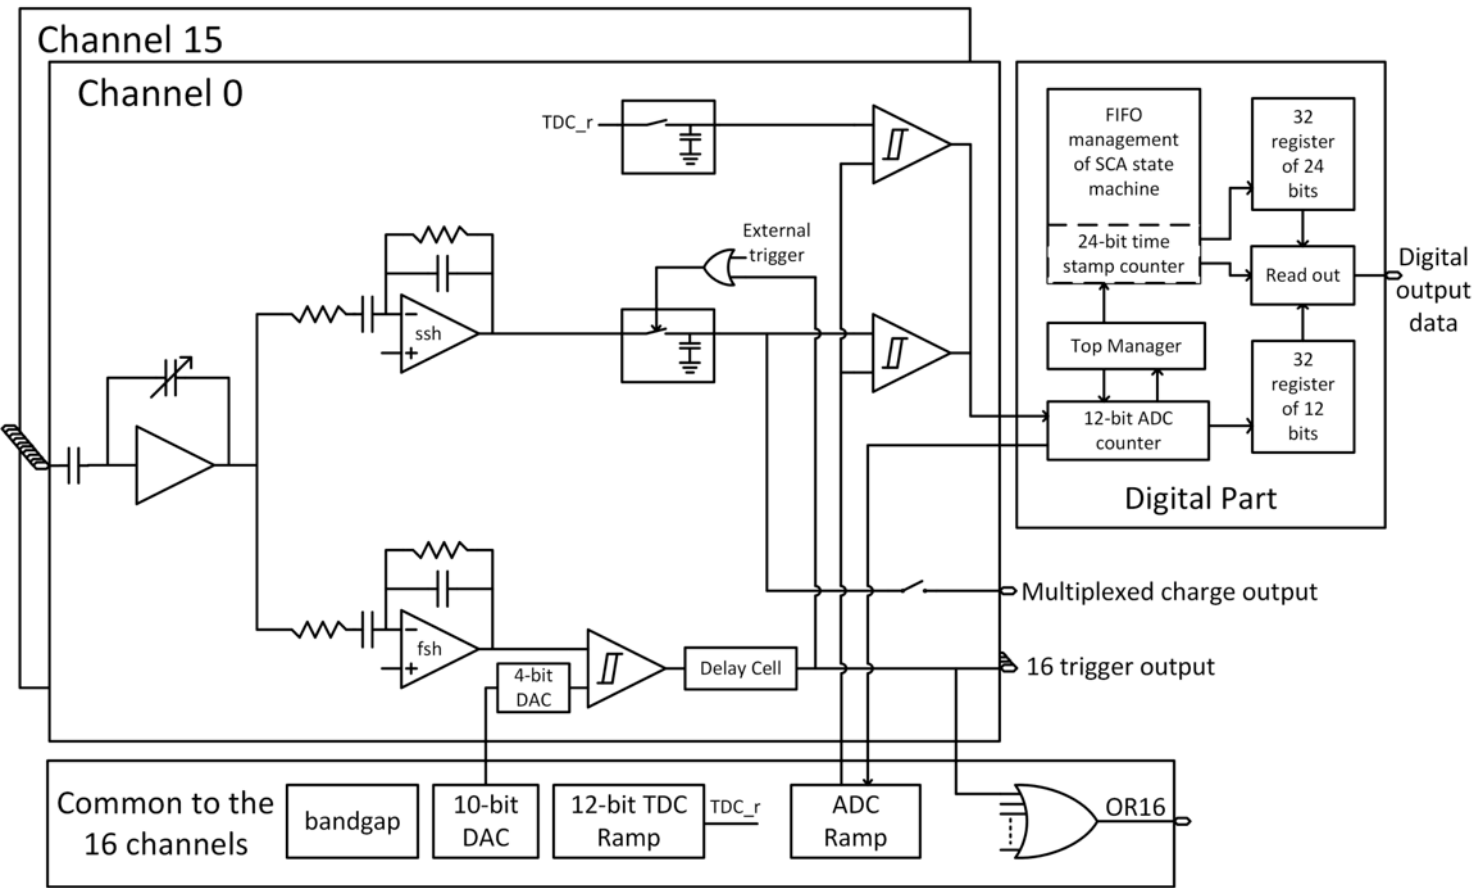 Channel 15
Channel 0
TDC_r
External
trigger
ssh
fsh
4-bit
DAC
Delay Cell
FIFO
management
of SCA state
machine
24-bit time
stamp counter
32
register
of 24
bits
Read out
Top Manager
12-bit ADC
counter
32
register
of 12
bits
Digital Part
Digital
output
data
Multiplexed charge output
16 trigger output
Common to the
16 channels
bandgap
10-bit
DAC
12-bit TDC
Ramp
TDC_r
ADC
Ramp
OR16